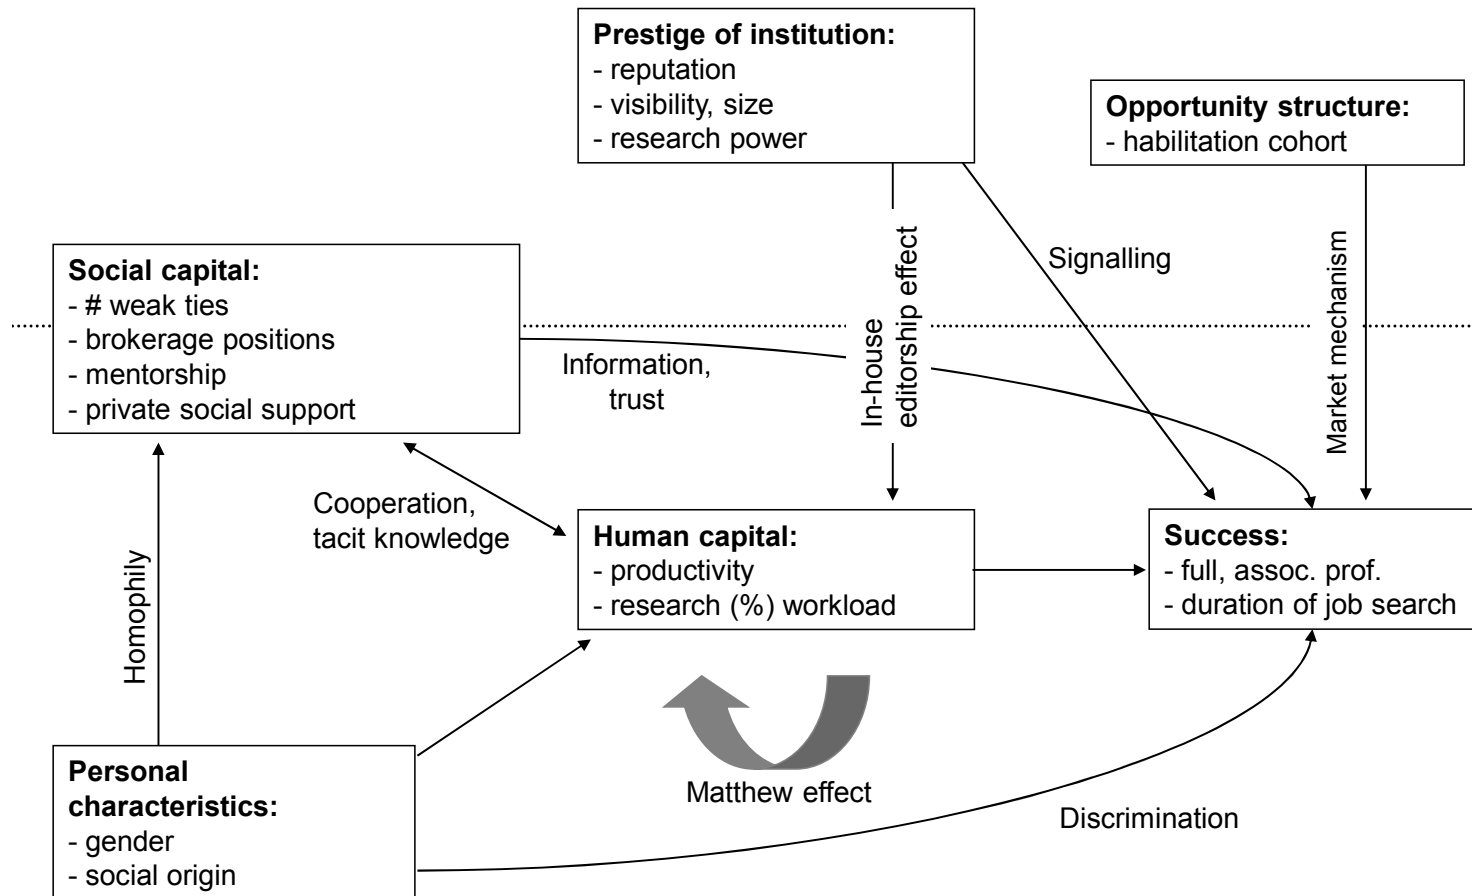 Prestige of institution:
- reputation
- visibility, size
- research power
Opportunity structure:
- habilitation cohort
Social capital:
- # weak ties
- brokerage positions
- mentorship
- private social support
Signalling
In-house
editorship effect
Market mechanism
Information,
trust
Cooperation,
tacit knowledge
Homophily
Human capital:
- productivity
- research (%) workload
Success:
- full, assoc. prof.
- duration of job search
Matthew effect
Personal
characteristics:
- gender
- social origin
Discrimination